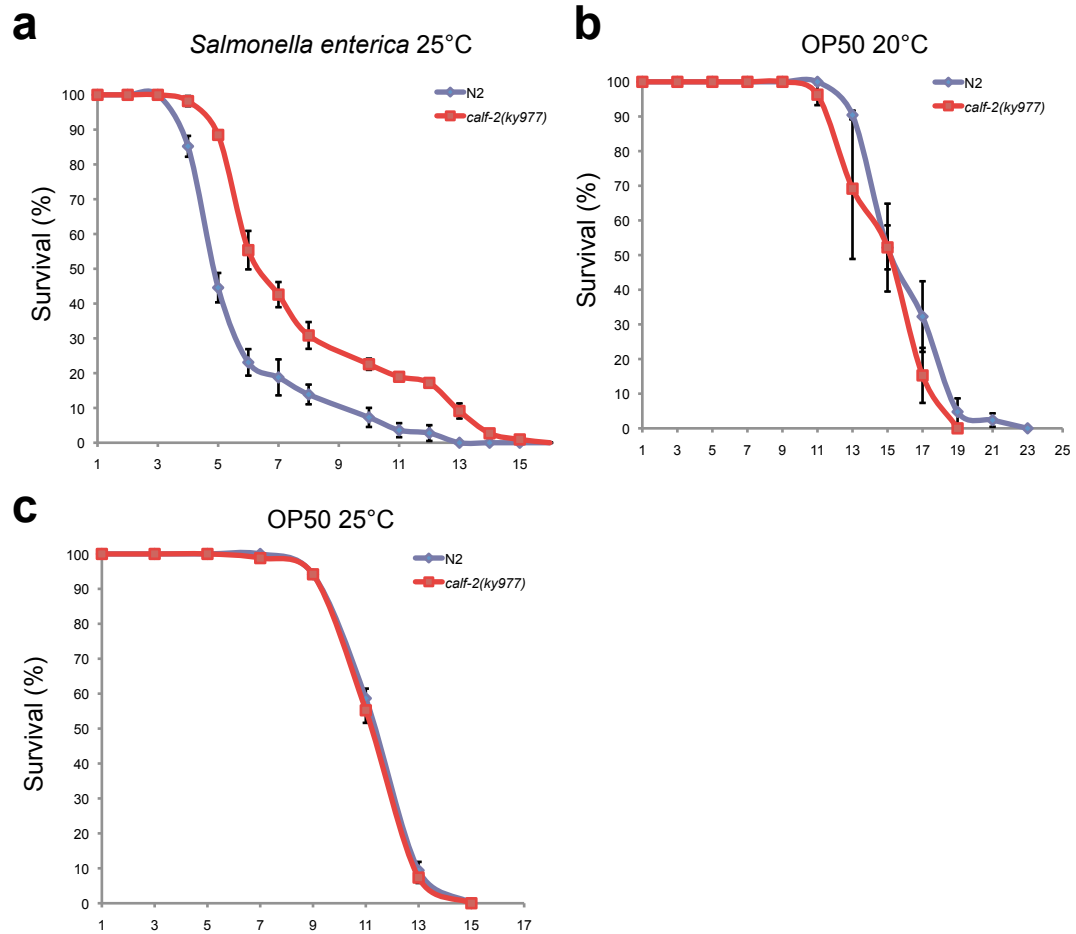 a
Salmonella enterica 25°C
N2
calf-2(ky977)
Survival (%)
100
90
80
70
60
50
40
30
20
10
0
1 3 5 7 9 11 13 15
b
OP50 20°C
N2
calf-2(ky977)
Survival (%)
100
90
80
70
60
50
40
30
20
10
0
1 3 5 7 9 11 13 15 17 19 21 23 25
c
OP50 25°C
N2
calf-2(ky977)
Survival (%)
100
90
80
70
60
50
40
30
20
10
0
1 3 5 7 9 11 13 15 17